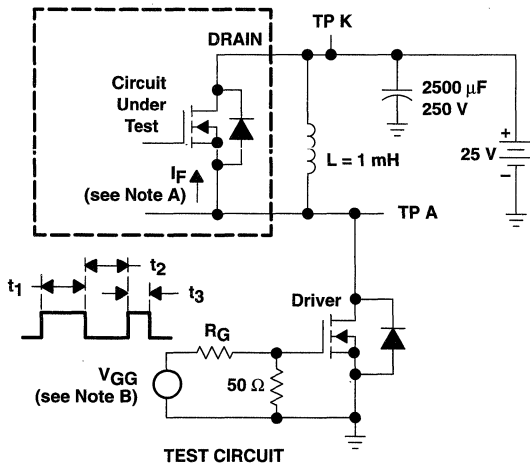 TP K
DRAIN
Circuit
Under
Test
2500 μF
250 V
+
25 V
−
L = 1 mH
IF
(see Note A)
TP A
t2
t1
t3
Driver
RG
VGG
(see Note B)
50 Ω
TEST CIRCUIT